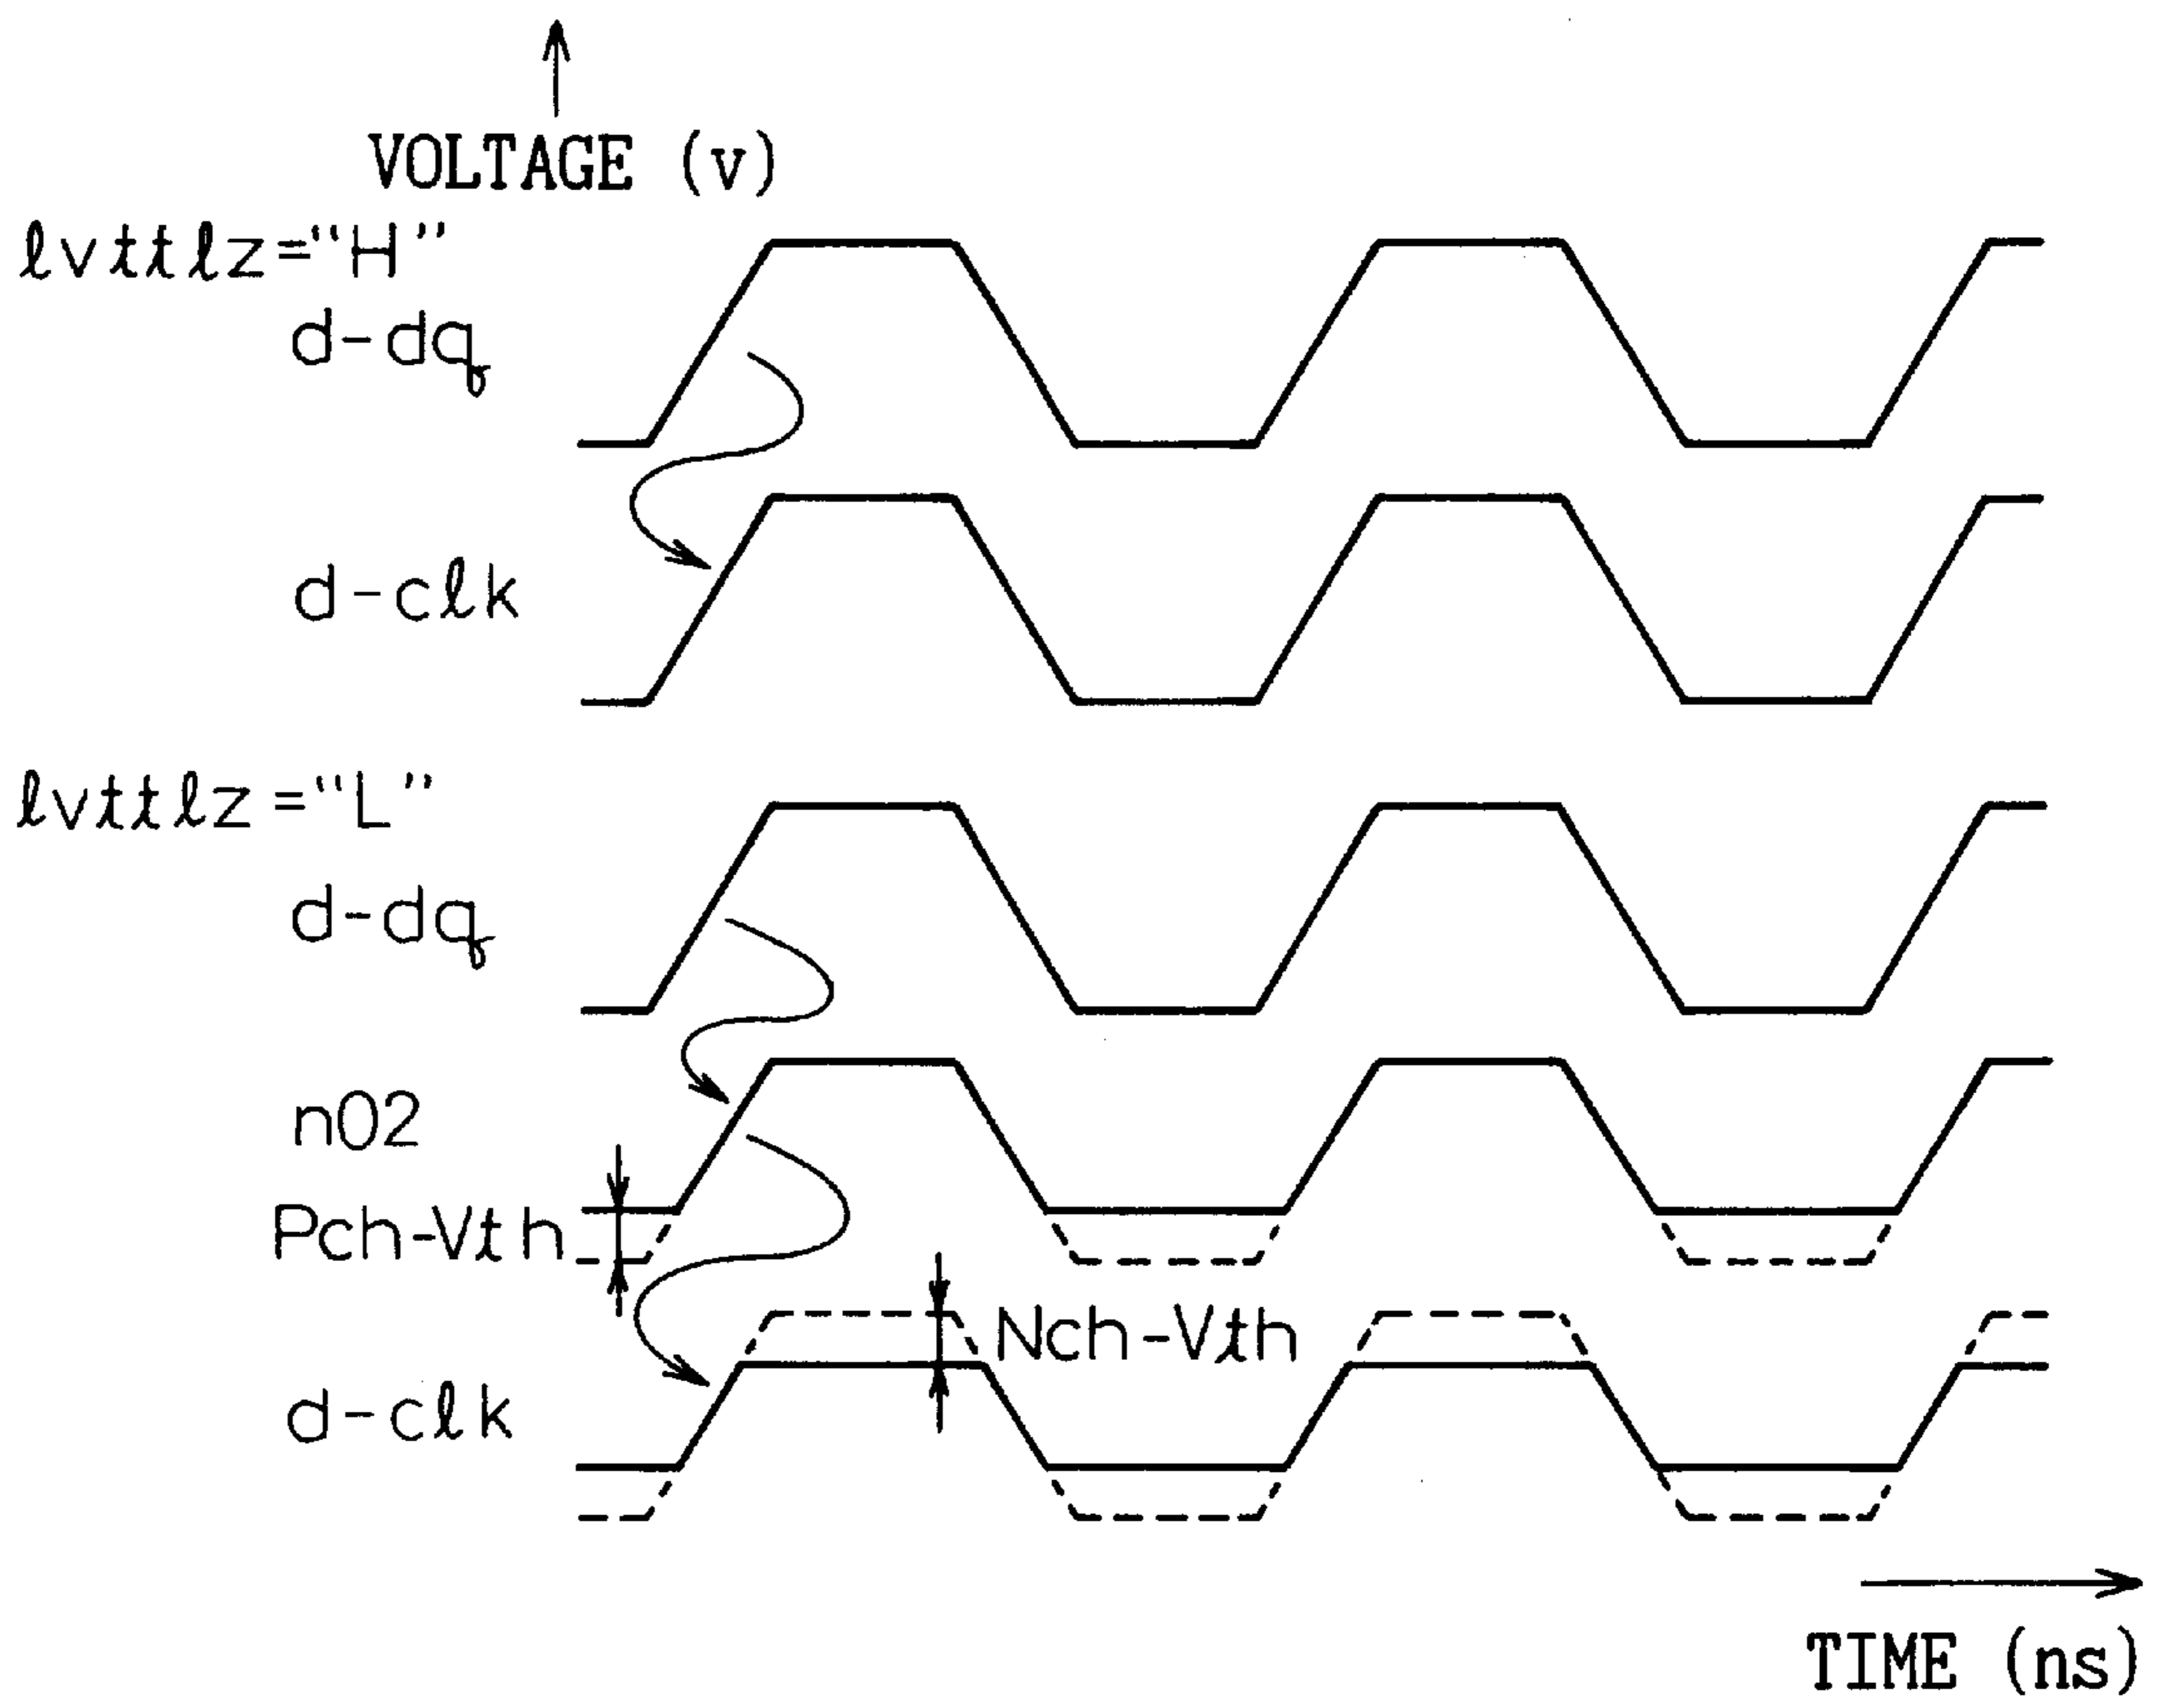 VOLTAGE (v)
lvttlz="H"
d-dq
d-clk
lvttlz="L"
d-dq
n02
Pch-Vth
Nch-Vth
d-clk
TIME (ns)